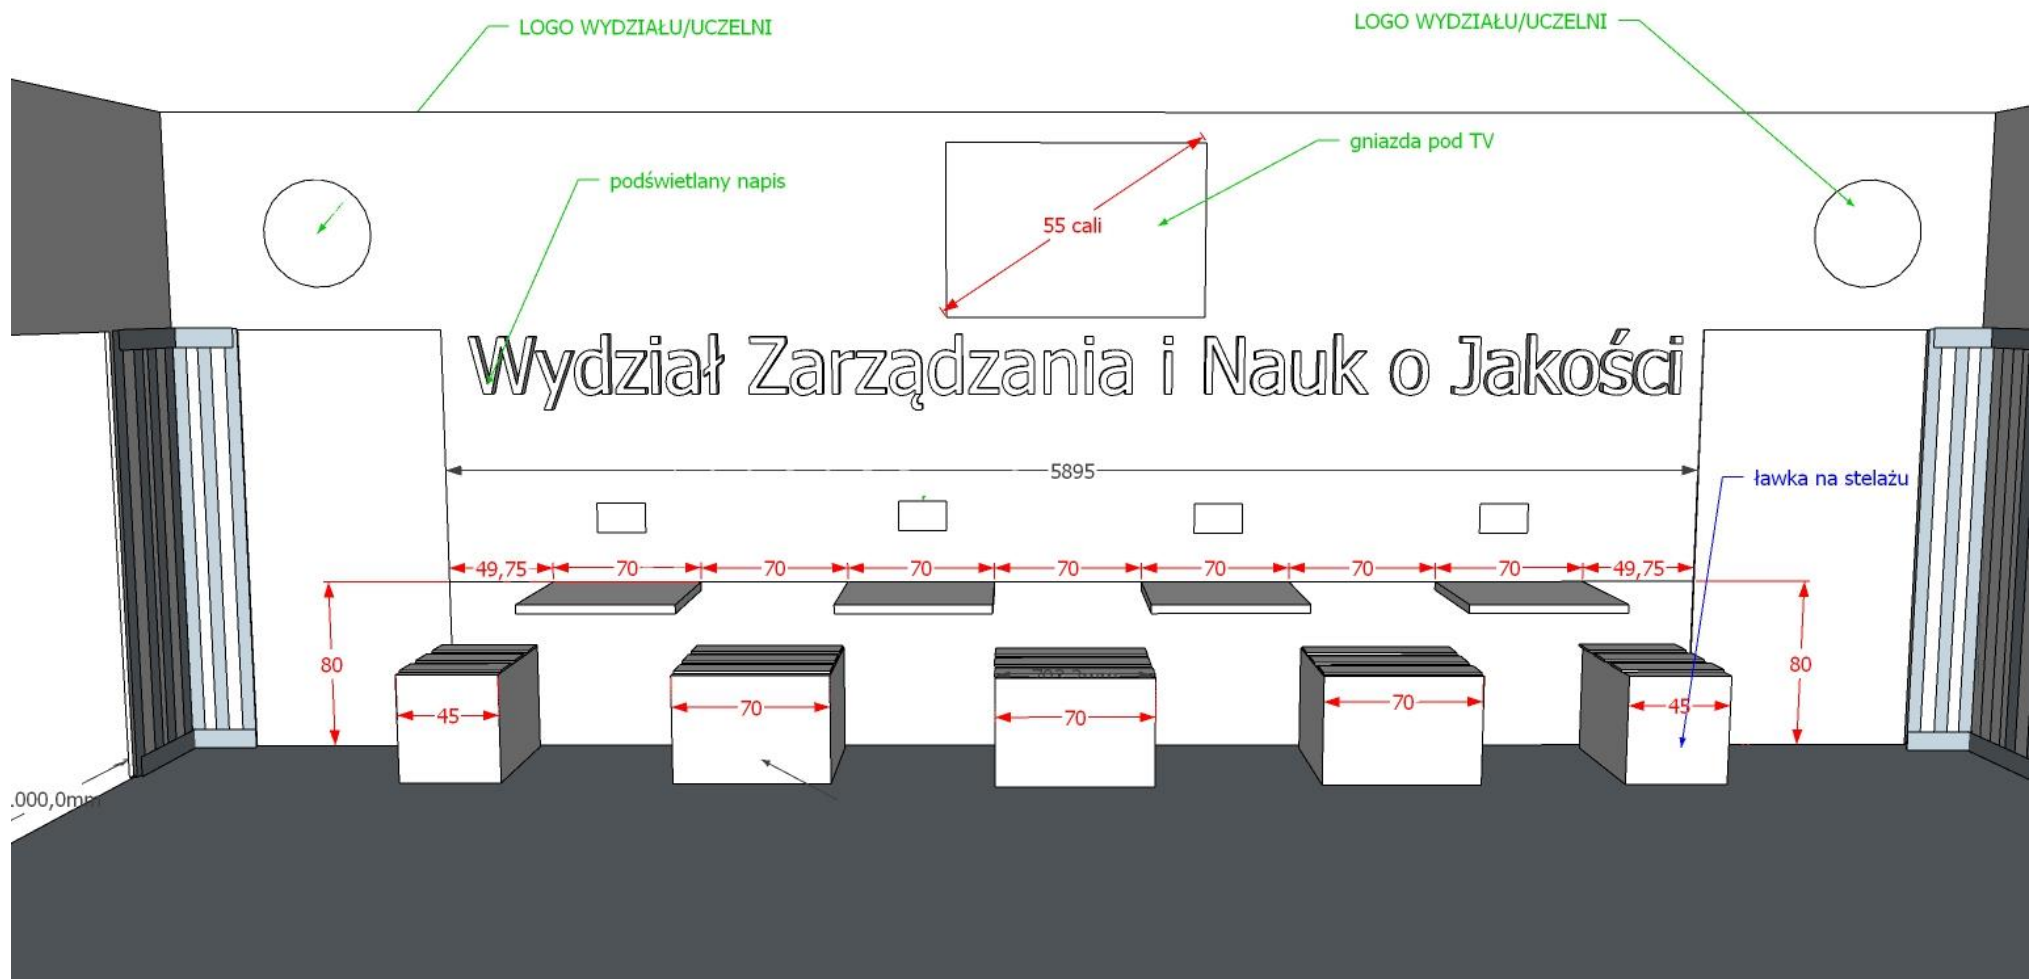 LOGO WYDZIAŁU/UCZELNI
LOGO WYDZIAŁU/UCZELNI
gniazda pod TV
podświetlany napis
55 cali
Wydział Zarządzania i Nauk o Jakości
5895
ławka na stelażu
49,75 70 70 70 70 70 70 70 49,75
80
80
45
70
70
70
45
.000,0mm